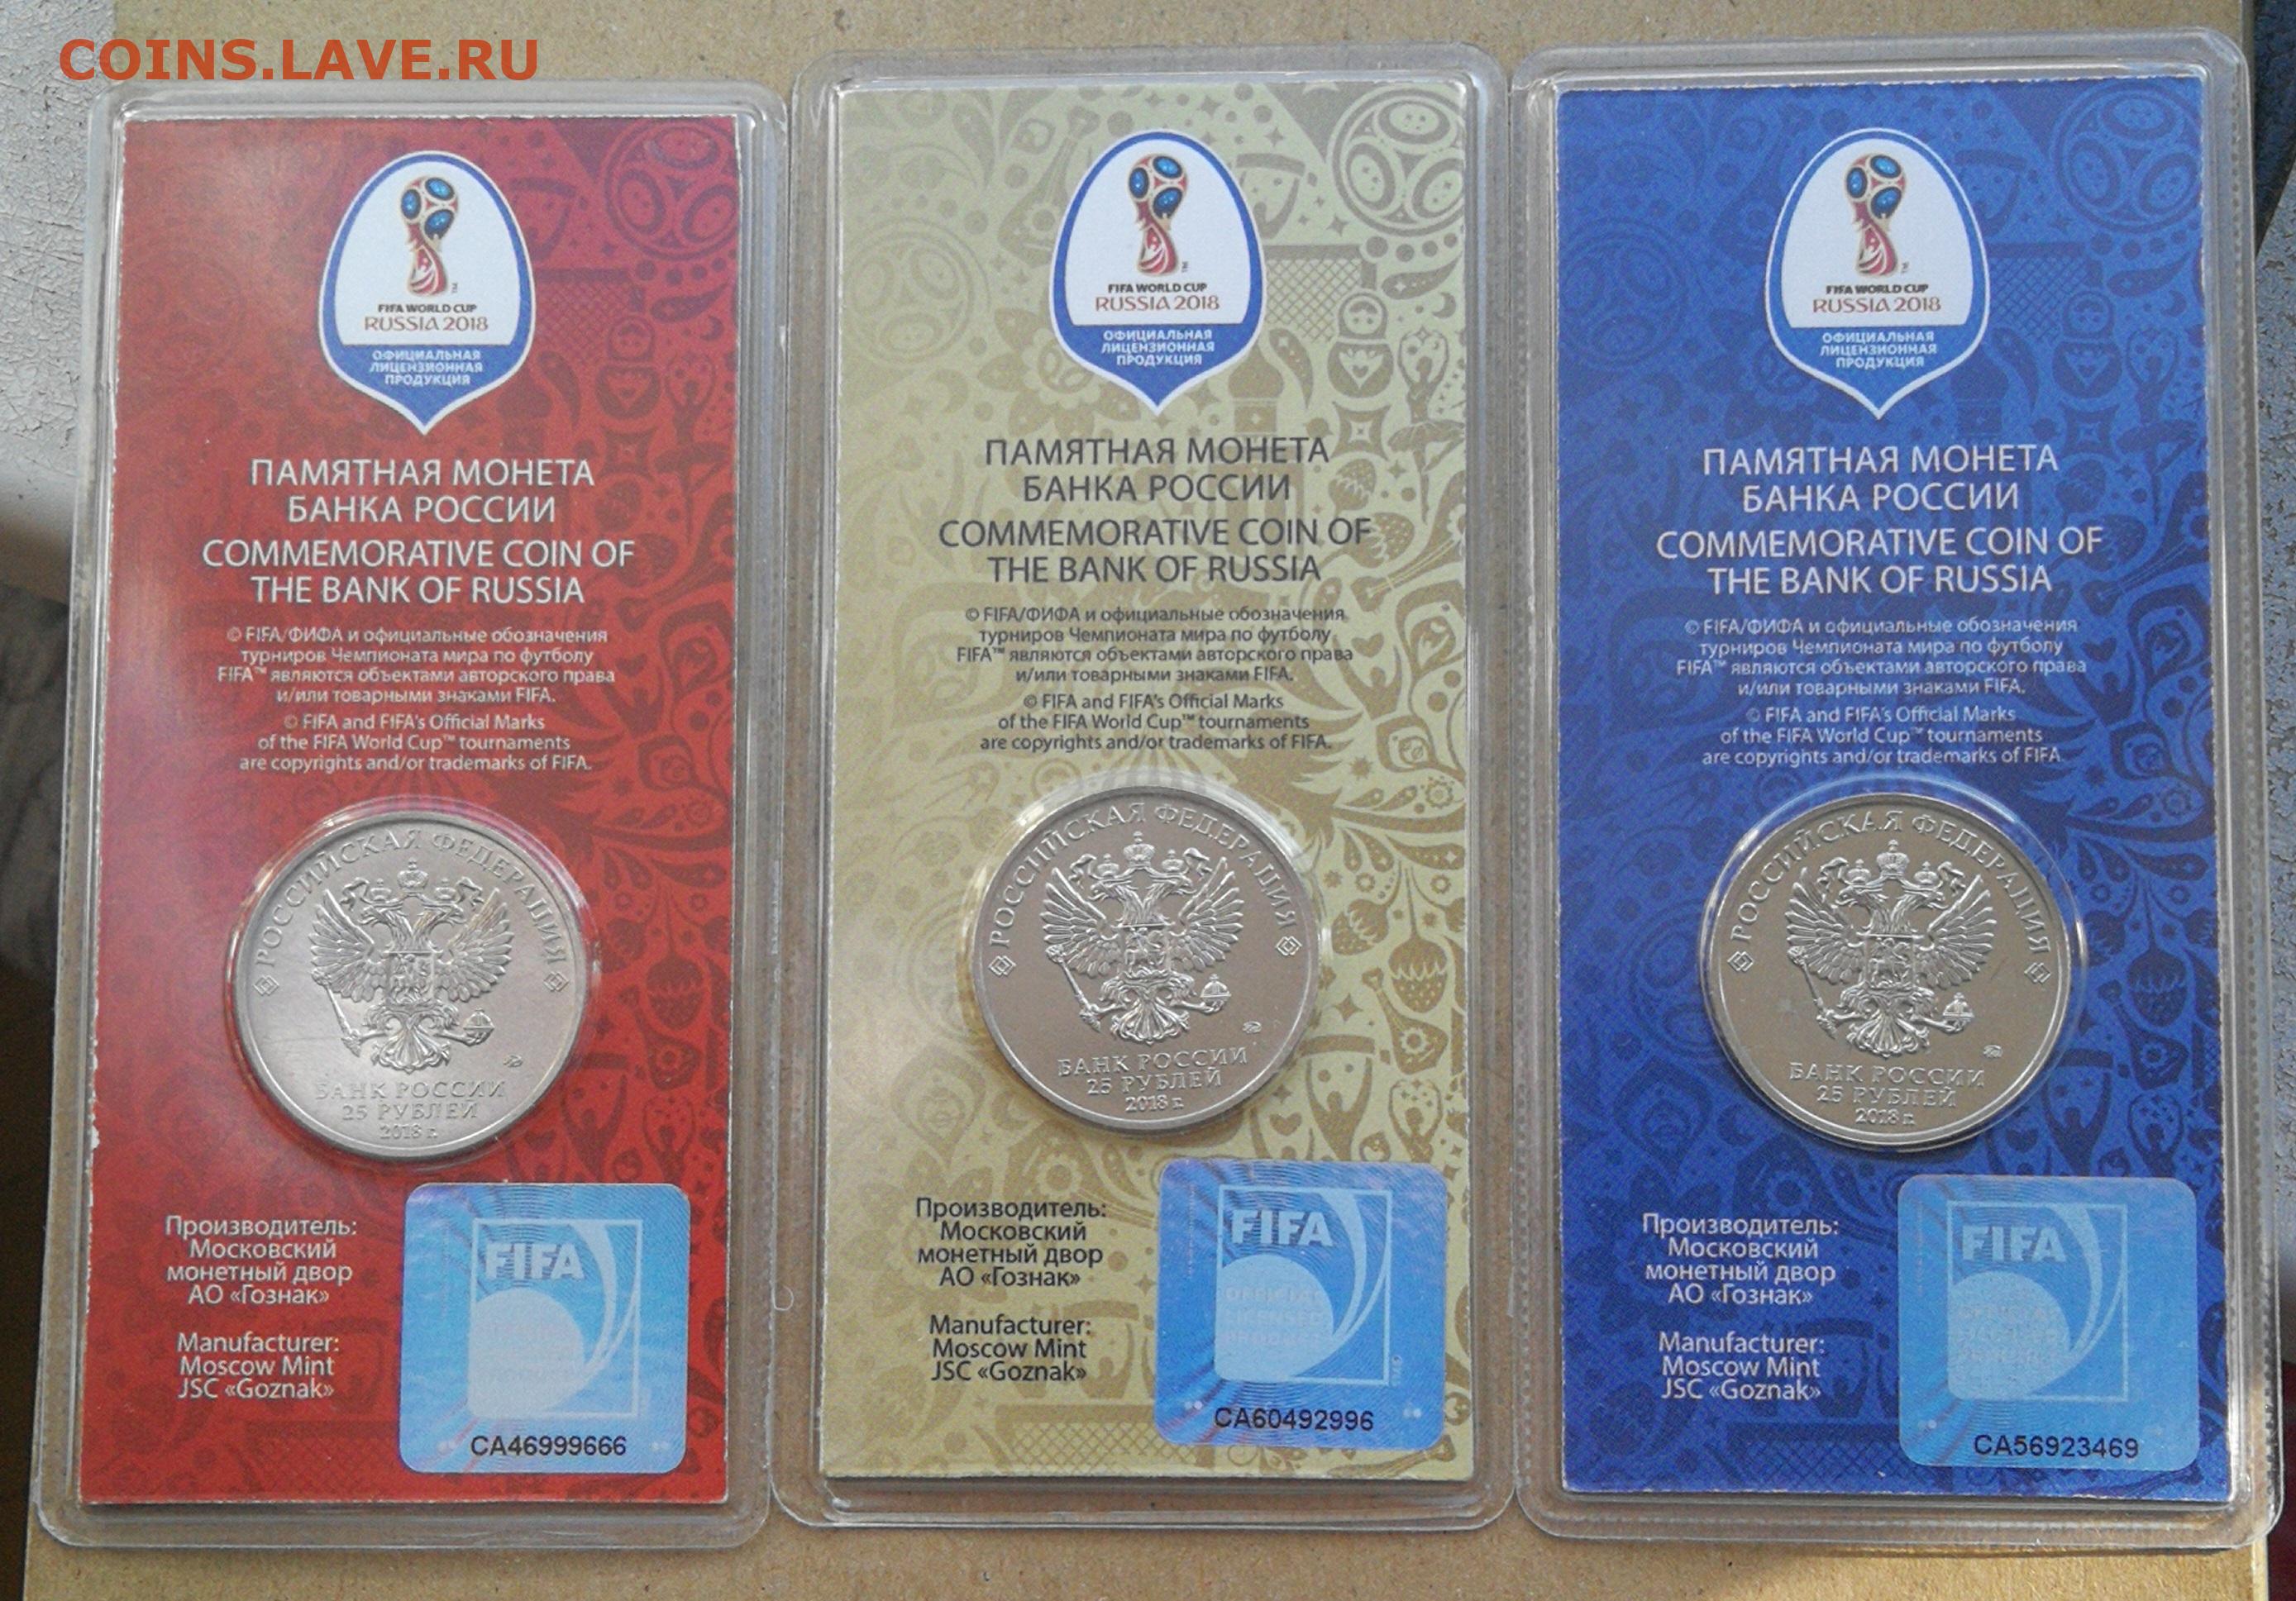 COINS.LAVE.RU
FIFA WORLD CUP
RUSSIA 2018
ОФИЦИАЛЬНАЯ
ЛИЦЕНЗИОННАЯ
ПРОДУКЦИЯ
ПАМЯТНАЯ МОНЕТА
БАНКА РОССИИ
COMMEMORATIVE COIN OF
THE BANK OF RUSSIA
© FIFA/ФИФА и официальные обозначения
турниров Чемпионата мира по футболу
FIFA™ являются объектами авторского права
и/или товарными знаками FIFA.
© FIFA and FIFA's Official Marks
of the FIFA World Cup™ tournaments
are copyrights and/or trademarks of FIFA.
РОССИЙСКАЯ ФЕДЕРАЦИЯ
БАНК РОССИИ
25 РУБЛЕЙ
2018 г.
Производитель:
Московский
монетный двор
АО «Гознак»
Manufacturer:
Moscow Mint
JSC «Goznak»
FIFA
CA46999666
FIFA WORLD CUP
RUSSIA 2018
ОФИЦИАЛЬНАЯ
ЛИЦЕНЗИОННАЯ
ПРОДУКЦИЯ
ПАМЯТНАЯ МОНЕТА
БАНКА РОССИИ
COMMEMORATIVE COIN OF
THE BANK OF RUSSIA
© FIFA/ФИФА и официальные обозначения
турниров Чемпионата мира по футболу
FIFA™ являются объектами авторского права
и/или товарными знаками FIFA.
© FIFA and FIFA's Official Marks
of the FIFA World Cup™ tournaments
are copyrights and/or trademarks of FIFA.
РОССИЙСКАЯ ФЕДЕРАЦИЯ
БАНК РОССИИ
25 РУБЛЕЙ
2018 г.
Производитель:
Московский
монетный двор
АО «Гознак»
Manufacturer:
Moscow Mint
JSC «Goznak»
FIFA
OFFICIAL
LICENSED
PRODUCT
CA60492996
FIFA WORLD CUP
RUSSIA 2018
ОФИЦИАЛЬНАЯ
ЛИЦЕНЗИОННАЯ
ПРОДУКЦИЯ
ПАМЯТНАЯ МОНЕТА
БАНКА РОССИИ
COMMEMORATIVE COIN OF
THE BANK OF RUSSIA
© FIFA/ФИФА и официальные обозначения
турниров Чемпионата мира по футболу
FIFA™ являются объектами авторского права
и/или товарными знаками FIFA.
© FIFA and FIFA's Official Marks
of the FIFA World Cup™ tournaments
are copyrights and/or trademarks of FIFA.
РОССИЙСКАЯ ФЕДЕРАЦИЯ
БАНК РОССИИ
25 РУБЛЕЙ
2018 г.
Производитель:
Московский
монетный двор
АО «Гознак»
Manufacturer:
Moscow Mint
JSC «Goznak»
FIFA
CA56923469